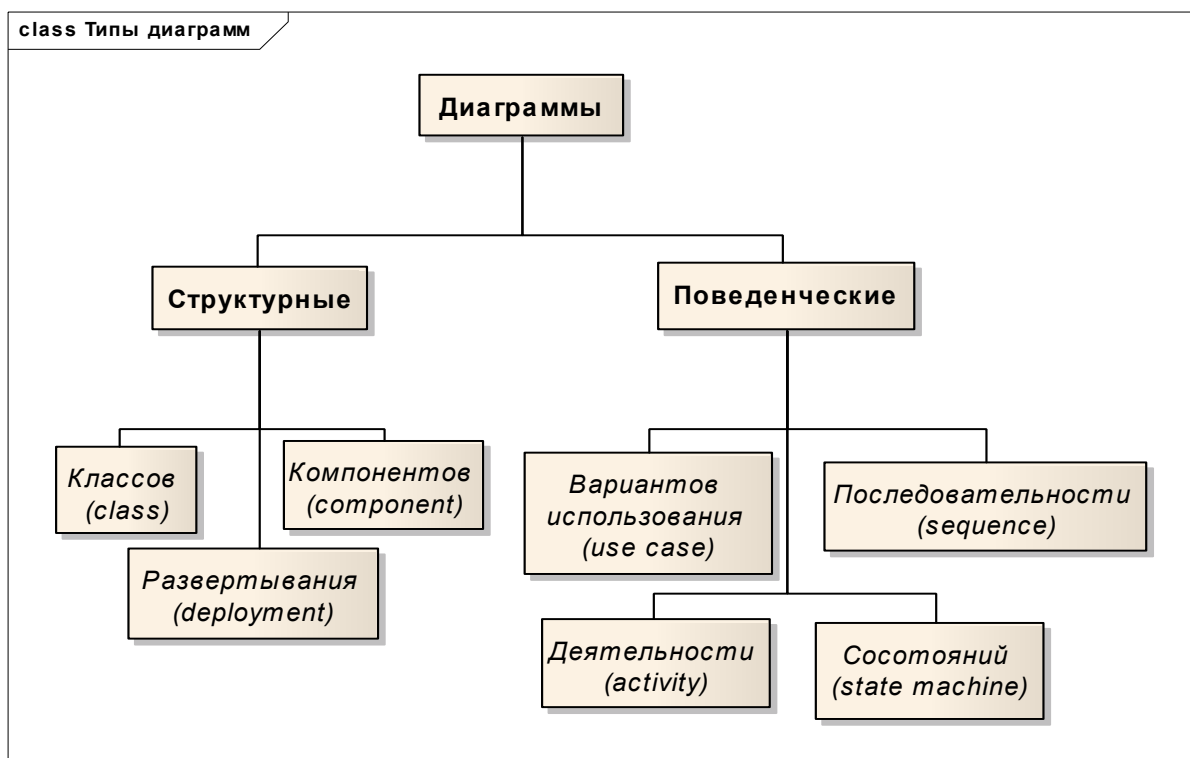 class Типы диаграмм
Диаграммы
Структурные
Поведенческие
Классов
(class)
Компонентов
(component)
Развертывания
(deployment)
Вариантов
использования
(use case)
Последовательности
(sequence)
Деятельности
(activity)
Сосотояний
(state machine)